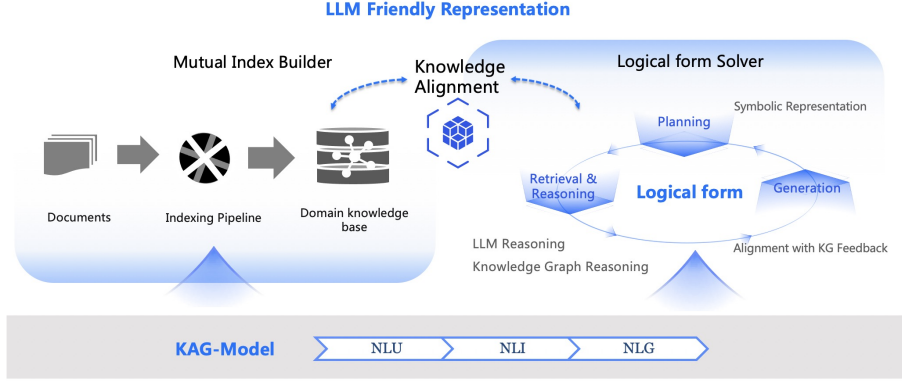 LLM Friendly Representation
Mutual Index Builder
Knowledge
Alignment
Logical form Solver
Documents
Indexing Pipeline
Domain knowledge
base
Symbolic Representation
Planning
Retrieval &
Reasoning
Logical form
Generation
LLM Reasoning
Knowledge Graph Reasoning
Alignment with KG Feedback
KAG-Model
NLU
NLI
NLG